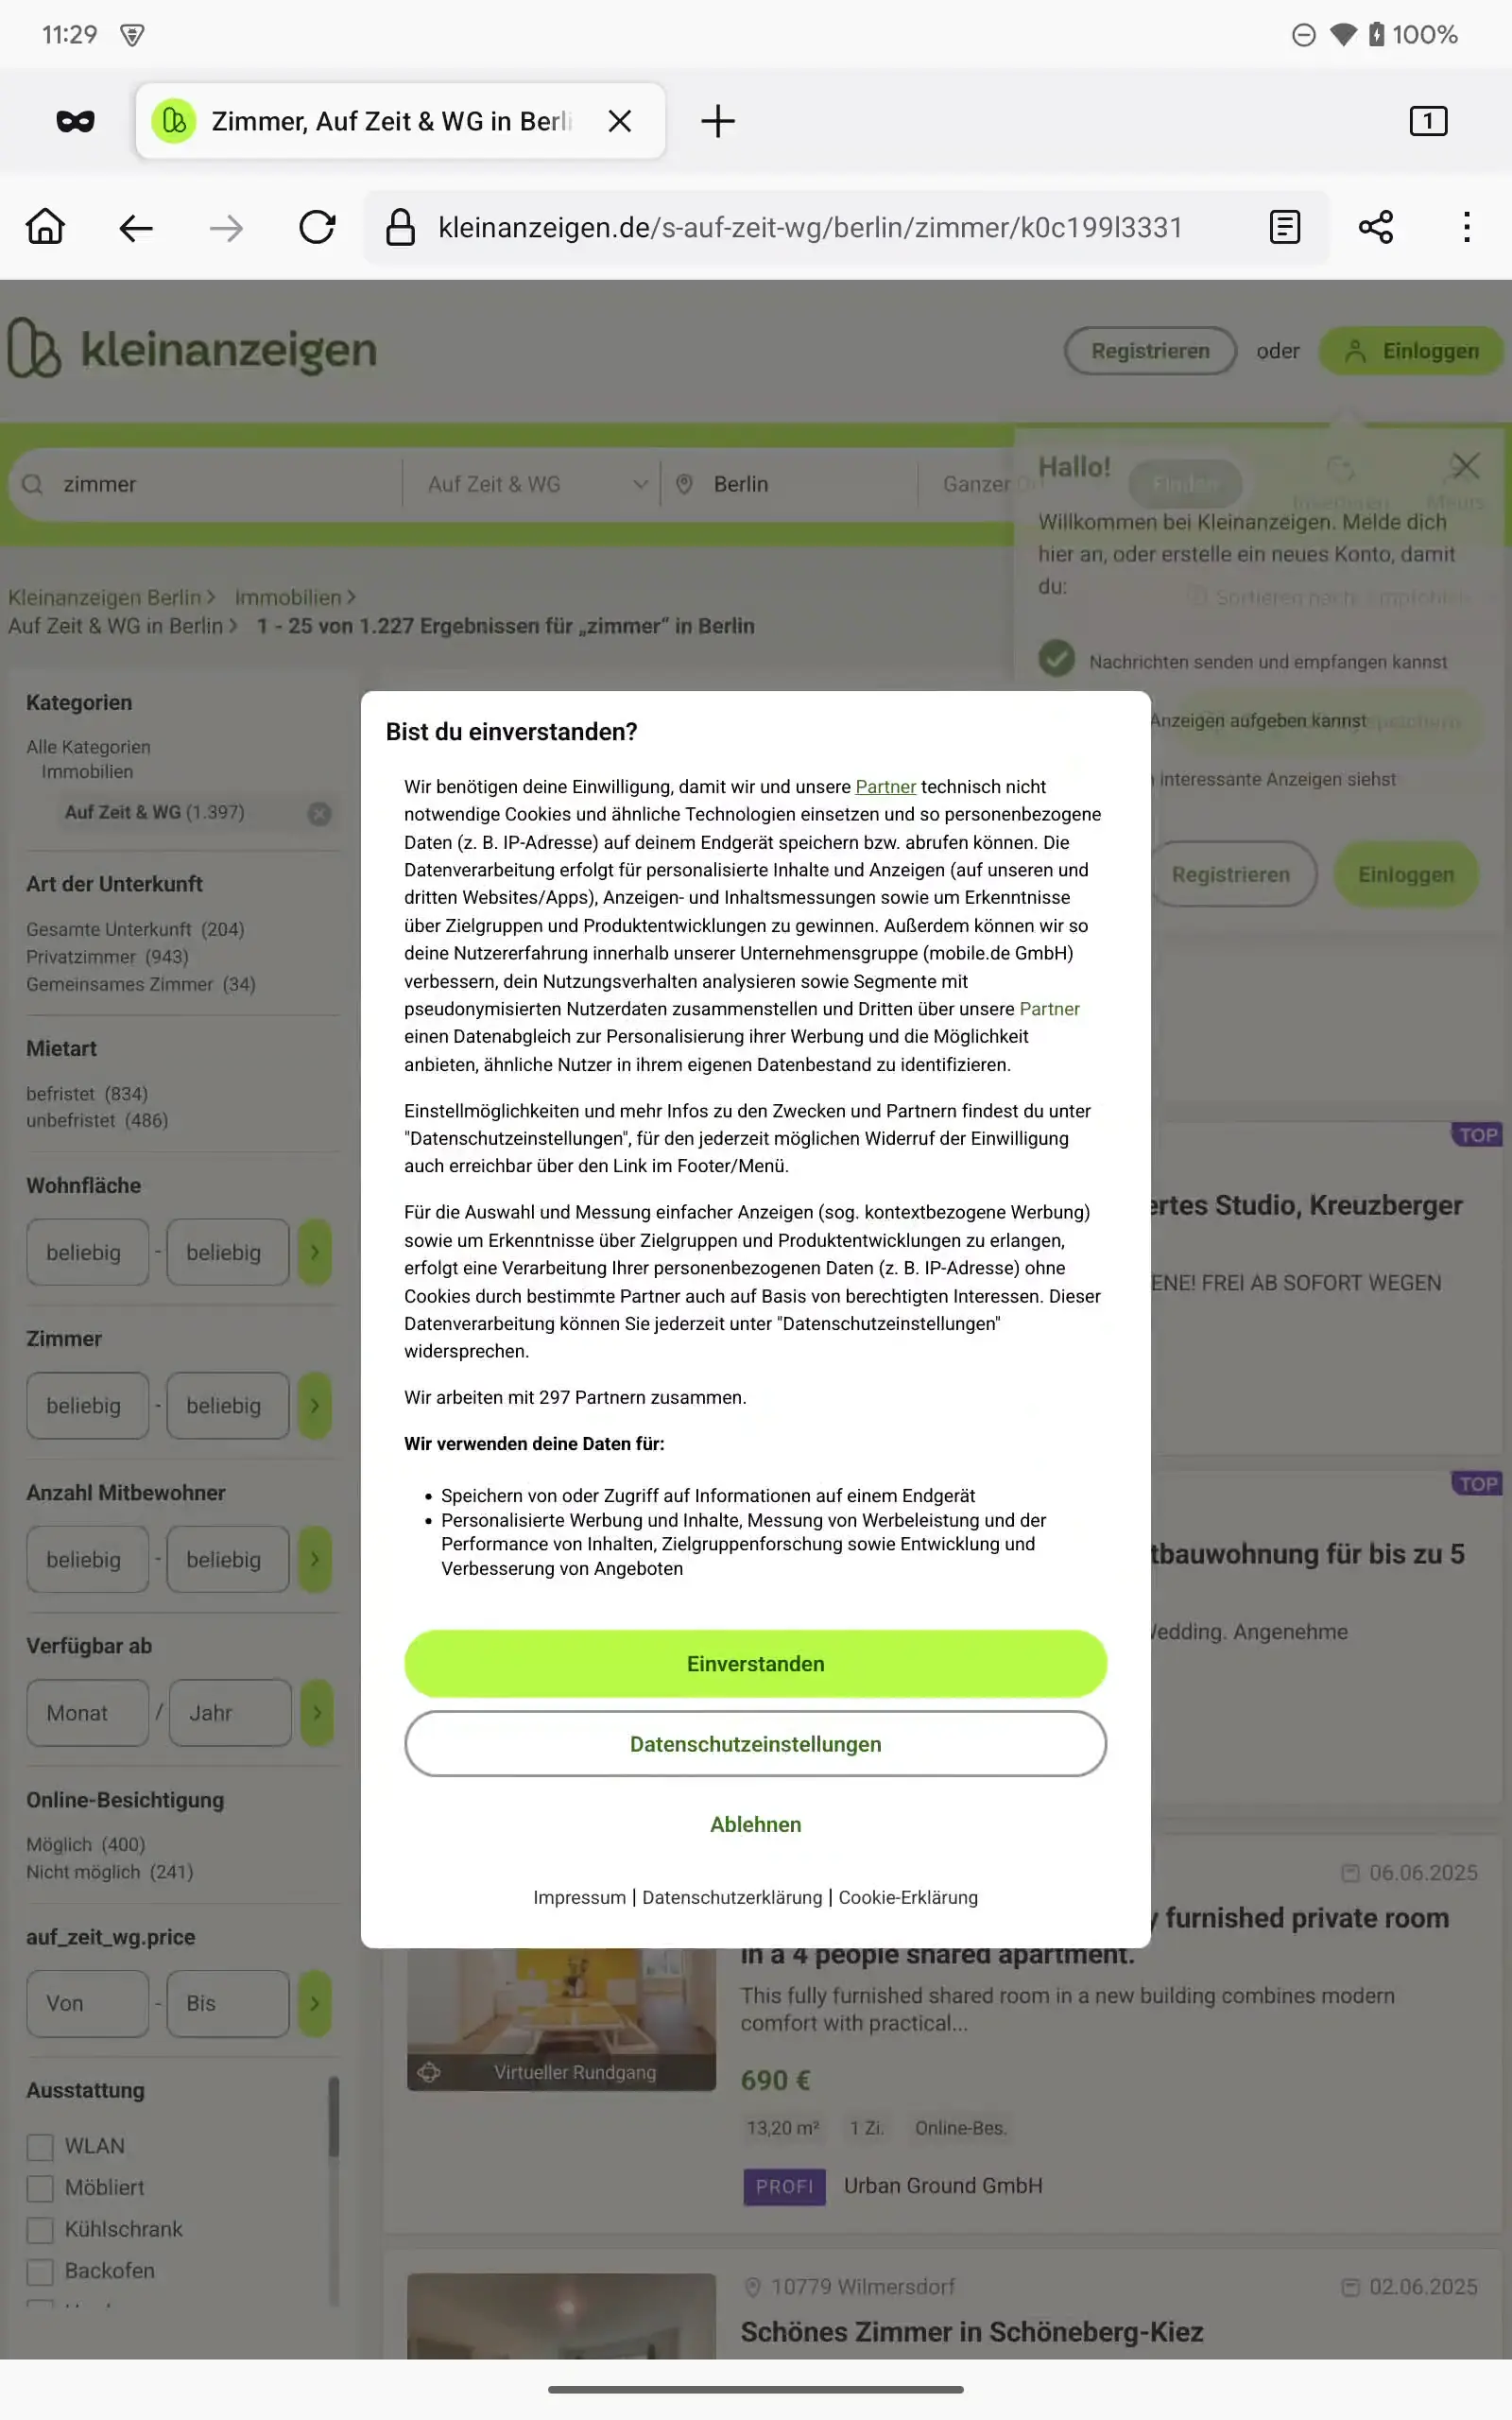 11:29
100%
Zimmer, Auf Zeit & WG in Berli
1
kleinanzeigen.de/s-auf-zeit-wg/berlin/zimmer/k0c199l3331
kleinanzeigen
Registrieren oder Einloggen
zimmer Auf Zeit & WG Berlin Ganzer
Finden
Hallo!
Willkommen bei Kleinanzeigen. Melde dich
hier an, oder erstelle ein neues Konto, damit
du:
Sortieren nach:
Nachrichten senden und empfangen kannst
Anzeigen aufgeben kannst
interessante Anzeigen siehst
Registrieren Einloggen
Kleinanzeigen Berlin Immobilien
Auf Zeit & WG in Berlin 1 - 25 von 1.227 Ergebnissen für „zimmer“ in Berlin
Kategorien
Alle Kategorien
Immobilien
Auf Zeit & WG (1.397)
Art der Unterkunft
Gesamte Unterkunft (204)
Privatzimmer (943)
Gemeinsames Zimmer (34)
Mietart
befristet (834)
unbefristet (486)
Wohnfläche
beliebig - beliebig
Zimmer
beliebig - beliebig
Anzahl Mitbewohner
beliebig - beliebig
Verfügbar ab
Monat / Jahr
Online-Besichtigung
Möglich (400)
Nicht möglich (241)
auf_zeit_wg.price
Von - Bis
Ausstattung
WLAN
Möbliert
Kühlschrank
Backofen
Bist du einverstanden?
Wir benötigen deine Einwilligung, damit wir und unsere Partner technisch nicht
notwendige Cookies und ähnliche Technologien einsetzen und so personenbezogene
Daten (z. B. IP-Adresse) auf deinem Endgerät speichern bzw. abrufen können. Die
Datenverarbeitung erfolgt für personalisierte Inhalte und Anzeigen (auf unseren und
dritten Websites/Apps), Anzeigen- und Inhaltsmessungen sowie um Erkenntnisse
über Zielgruppen und Produktentwicklungen zu gewinnen. Außerdem können wir so
deine Nutzererfahrung innerhalb unserer Unternehmensgruppe (mobile.de GmbH)
verbessern, dein Nutzungsverhalten analysieren sowie Segmente mit
pseudonymisierten Nutzerdaten zusammenstellen und Dritten über unsere Partner
einen Datenabgleich zur Personalisierung ihrer Werbung und die Möglichkeit
anbieten, ähnliche Nutzer in ihrem eigenen Datenbestand zu identifizieren.
Einstellmöglichkeiten und mehr Infos zu den Zwecken und Partnern findest du unter
"Datenschutzeinstellungen", für den jederzeit möglichen Widerruf der Einwilligung
auch erreichbar über den Link im Footer/Menü.
Für die Auswahl und Messung einfacher Anzeigen (sog. kontextbezogene Werbung)
sowie um Erkenntnisse über Zielgruppen und Produktentwicklungen zu erlangen,
erfolgt eine Verarbeitung Ihrer personenbezogenen Daten (z. B. IP-Adresse) ohne
Cookies durch bestimmte Partner auch auf Basis von berechtigten Interessen. Dieser
Datenverarbeitung können Sie jederzeit unter "Datenschutzeinstellungen"
widersprechen.
Wir arbeiten mit 297 Partnern zusammen.
Wir verwenden deine Daten für:
• Speichern von oder Zugriff auf Informationen auf einem Endgerät
• Personalisierte Werbung und Inhalte, Messung von Werbeleistung und der
Performance von Inhalten, Zielgruppenforschung sowie Entwicklung und
Verbesserung von Angeboten
Einverstanden
Datenschutzeinstellungen
Ablehnen
Impressum | Datenschutzerklärung | Cookie-Erklärung
TOP
ertes Studio, Kreuzberger
ENE! FREI AB SOFORT WEGEN
TOP
tbauwohnung für bis zu 5
Wedding. Angenehme
06.06.2025
y furnished private room
in a 4 people shared apartment.
This fully furnished shared room in a new building combines modern
comfort with practical...
Virtueller Rundgang
690 €
13,20 m² 1 Zi. Online-Bes.
PROFI Urban Ground GmbH
10779 Wilmersdorf 02.06.2025
Schönes Zimmer in Schöneberg-Kiez